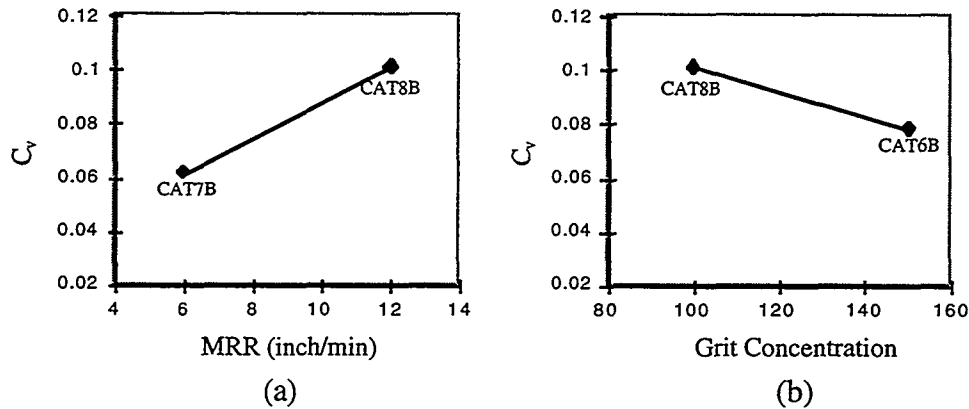 0.12
0.1
0.08
0.06
0.04
0.02
C_v
CAT8B
CAT7B
4 6 8 10 12 14
MRR (inch/min)
(a)
0.12
0.1
0.08
0.06
0.04
0.02
C_v
CAT8B
CAT6B
80 100 120 140 160
Grit Concentration
(b)